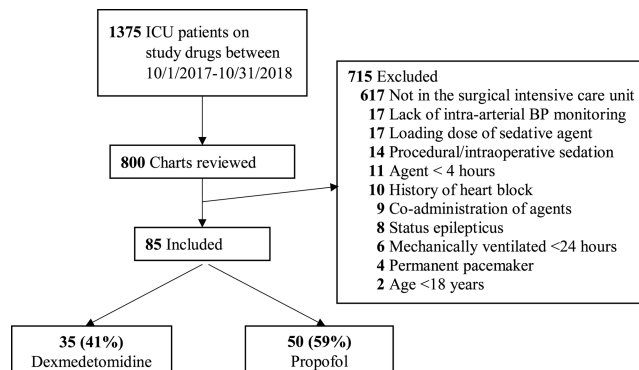 1375 ICU patients on
study drugs between
10/1/2017-10/31/2018
800 Charts reviewed
715 Excluded
617 Not in the surgical intensive care unit
17 Lack of intra-arterial BP monitoring
17 Loading dose of sedative agent
14 Procedural/intraoperative sedation
11 Agent < 4 hours
10 History of heart block
9 Co-administration of agents
8 Status epilepticus
6 Mechanically ventilated <24 hours
4 Permanent pacemaker
2 Age <18 years
85 Included
35 (41%)
Dexmedetomidine
50 (59%)
Propofol